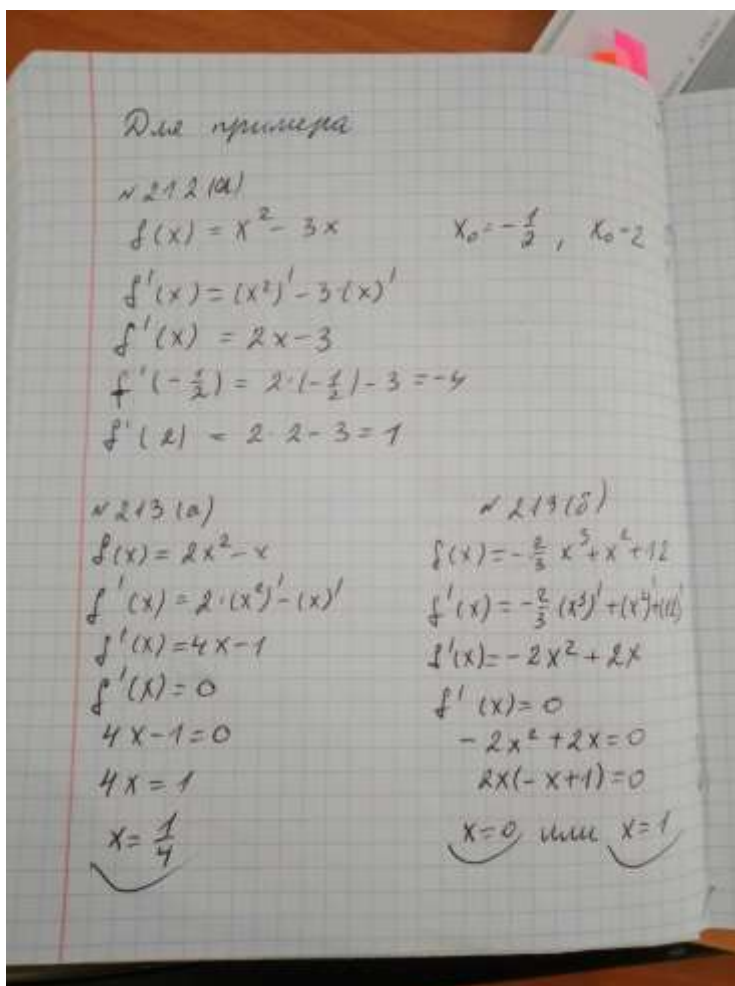 Для примера
№212(а)
f(x) = x² - 3x    x₀ = -1/2, x₀ = 2
f'(x) = (x²)' - 3·(x)'
f'(x) = 2x - 3
f'(-1/2) = 2·(-1/2) - 3 = -4
f'(2) = 2·2 - 3 = 1
№213(а)
f(x) = 2x² - x
f'(x) = 2·(x²)' - (x)'
f'(x) = 4x - 1
f'(x) = 0
4x - 1 = 0
4x = 1
x = 1/4
№213(б)
f(x) = -2/3 x³ + x² + 12
f'(x) = -2/3 (x³)' + (x²)' + (12)'
f'(x) = -2x² + 2x
f'(x) = 0
-2x² + 2x = 0
2x(-x+1) = 0
x = 0 или x = 1